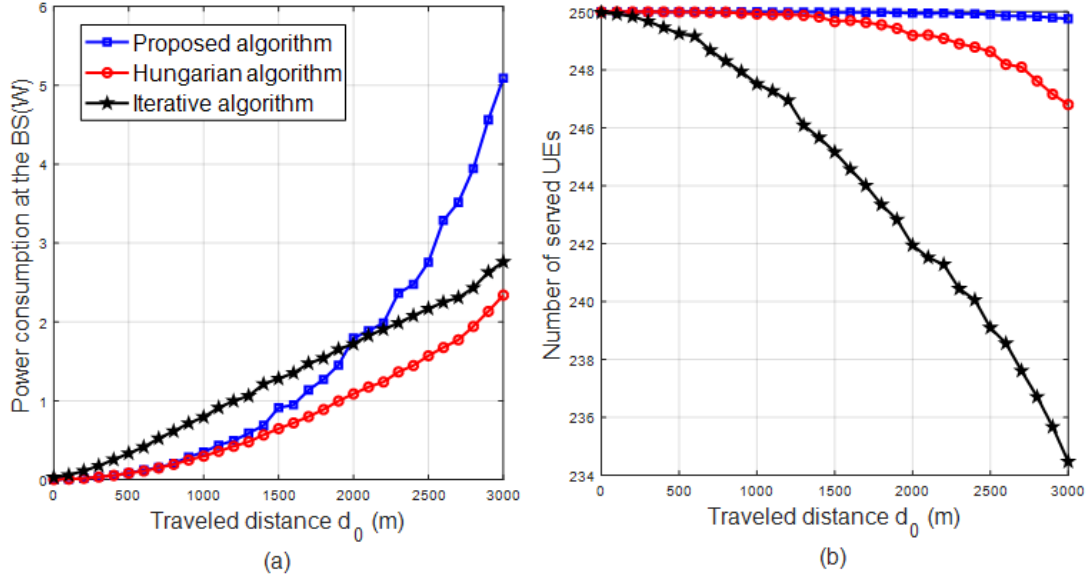 Proposed algorithm
Hungarian algorithm
Iterative algorithm
Power consumption at the BS(W)
6
5
4
3
2
1
0
0 500 1000 1500 2000 2500 3000
Traveled distance d_0 (m)
(a)
Number of served UEs
250
248
246
244
242
240
238
236
234
0 500 1000 1500 2000 2500 3000
Traveled distance d_0 (m)
(b)